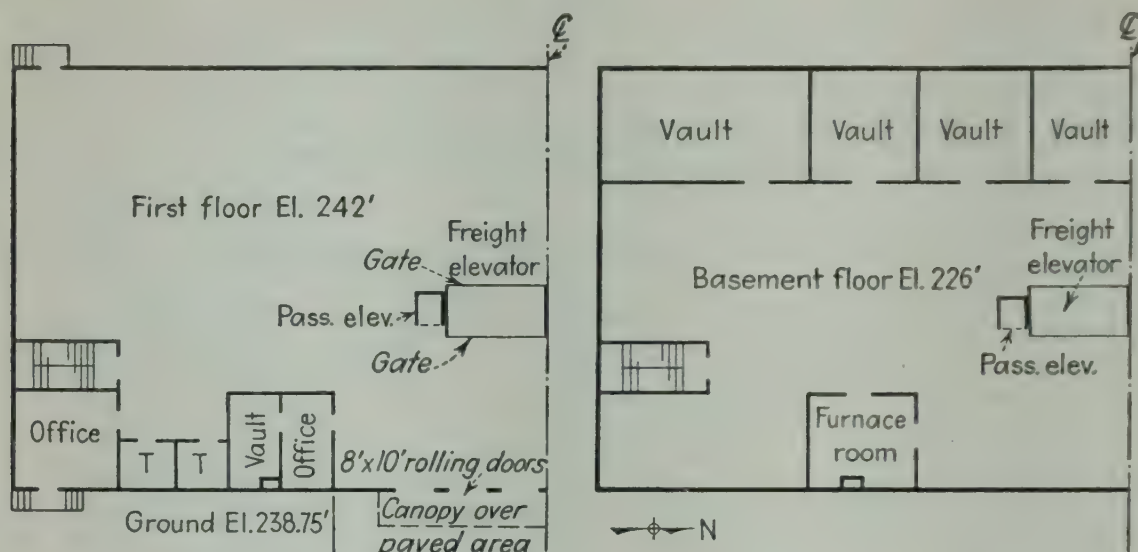 ℄
First floor El. 242'
Freight
elevator
Gate
Pass. elev.
Gate
Office
T
T
Vault
Office
8'x10' rolling doors
Ground El. 238.75'
Canopy over
paved area
℄
Vault
Vault
Vault
Vault
Freight
elevator
Basement floor El. 226'
Pass. elev.
Furnace
room
N